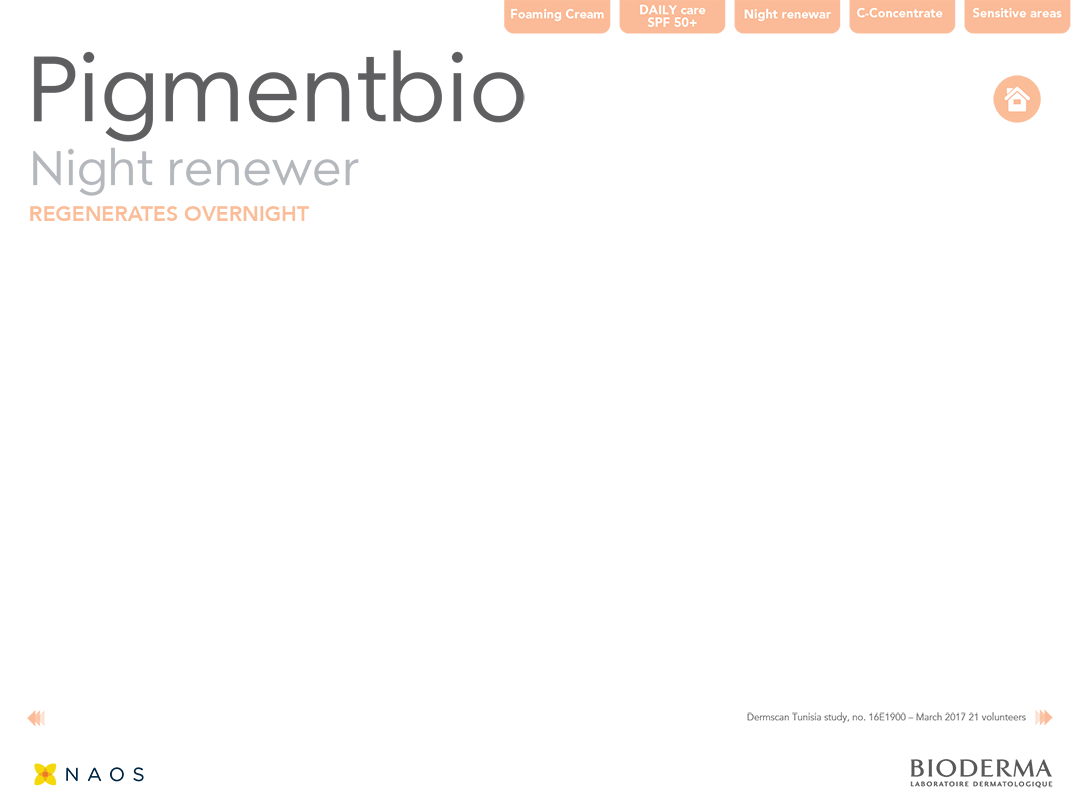 Foaming Cream
DAILY care
SPF 50+
Night renewar
C-Concentrate
Sensitive areas
Pigmentbio
Night renewer
REGENERATES OVERNIGHT
Dermscan Tunisia study, no. 16E1900 – March 2017 21 volunteers
NAOS
BIODERMA
LABORATOIRE DERMATOLOGIQUE